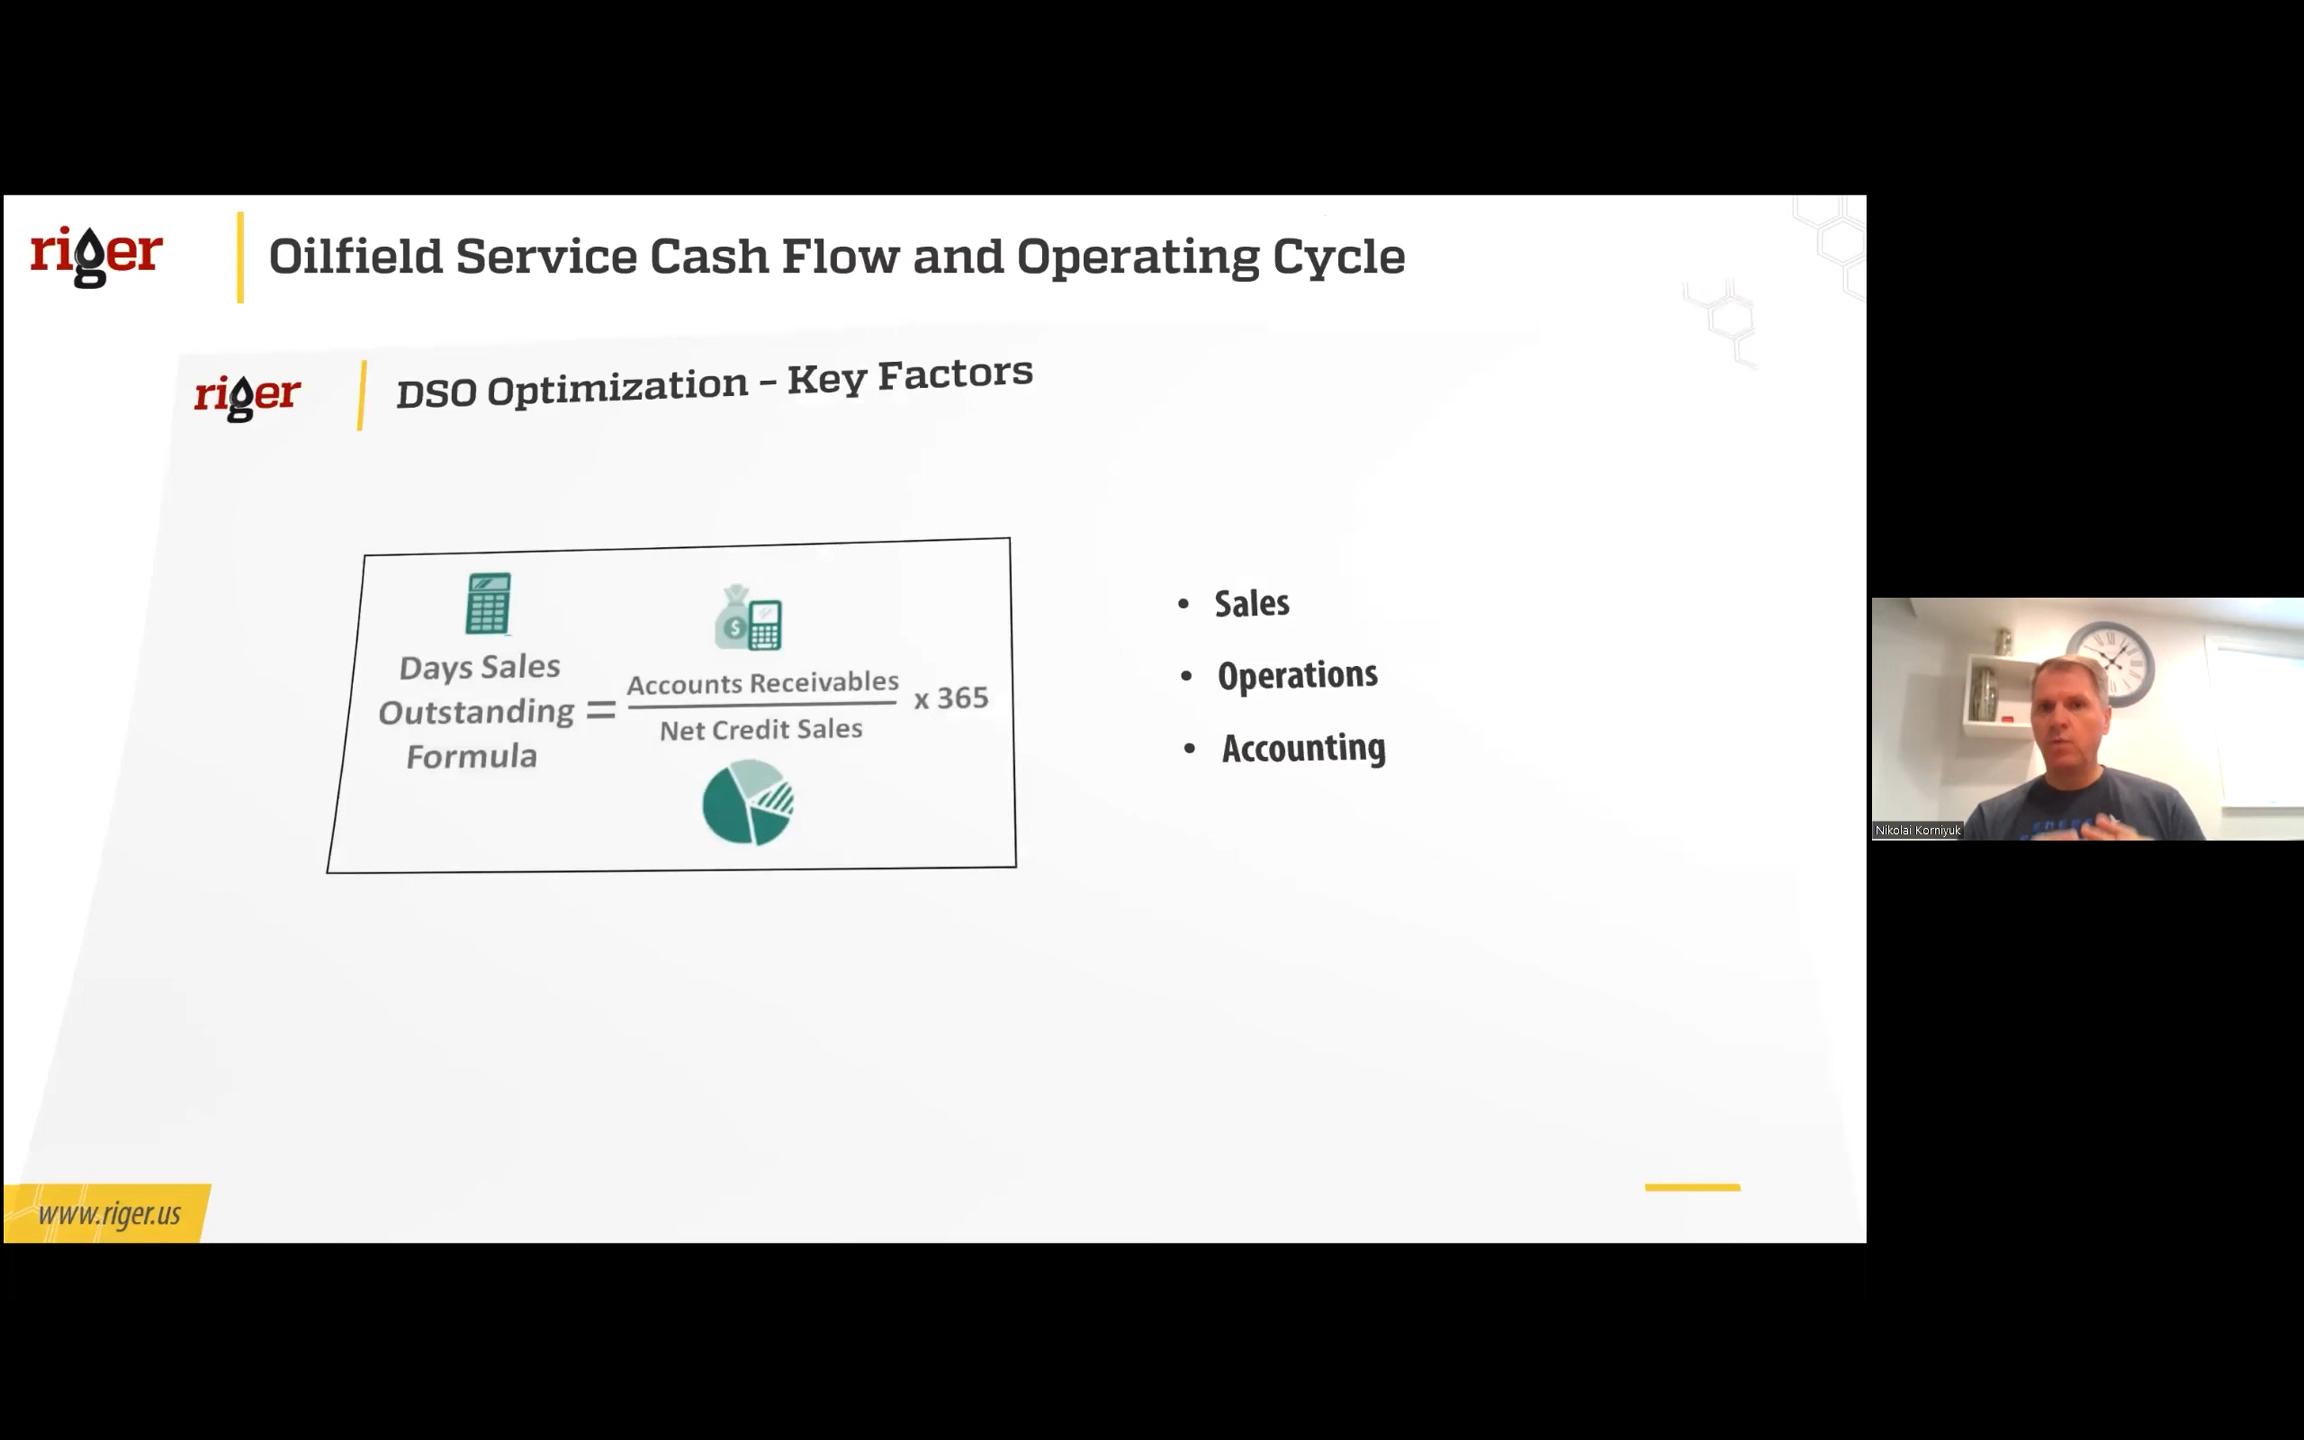 riger
Oilfield Service Cash Flow and Operating Cycle
riger
DSO Optimization – Key Factors
Days Sales
Outstanding
Formula
=
Accounts Receivables
Net Credit Sales
x 365
$
• Sales
• Operations
• Accounting
www.riger.us
Nikolai Korniyuk